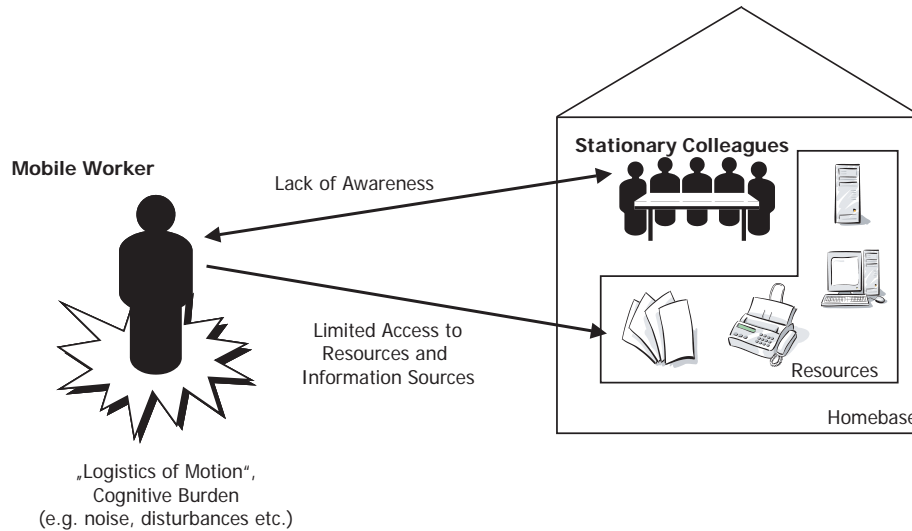 Mobile Worker
Lack of Awareness
Stationary Colleagues
Limited Access to
Resources and
Information Sources
Resources
Homebase
„Logistics of Motion“,
Cognitive Burden
(e.g. noise, disturbances etc.)